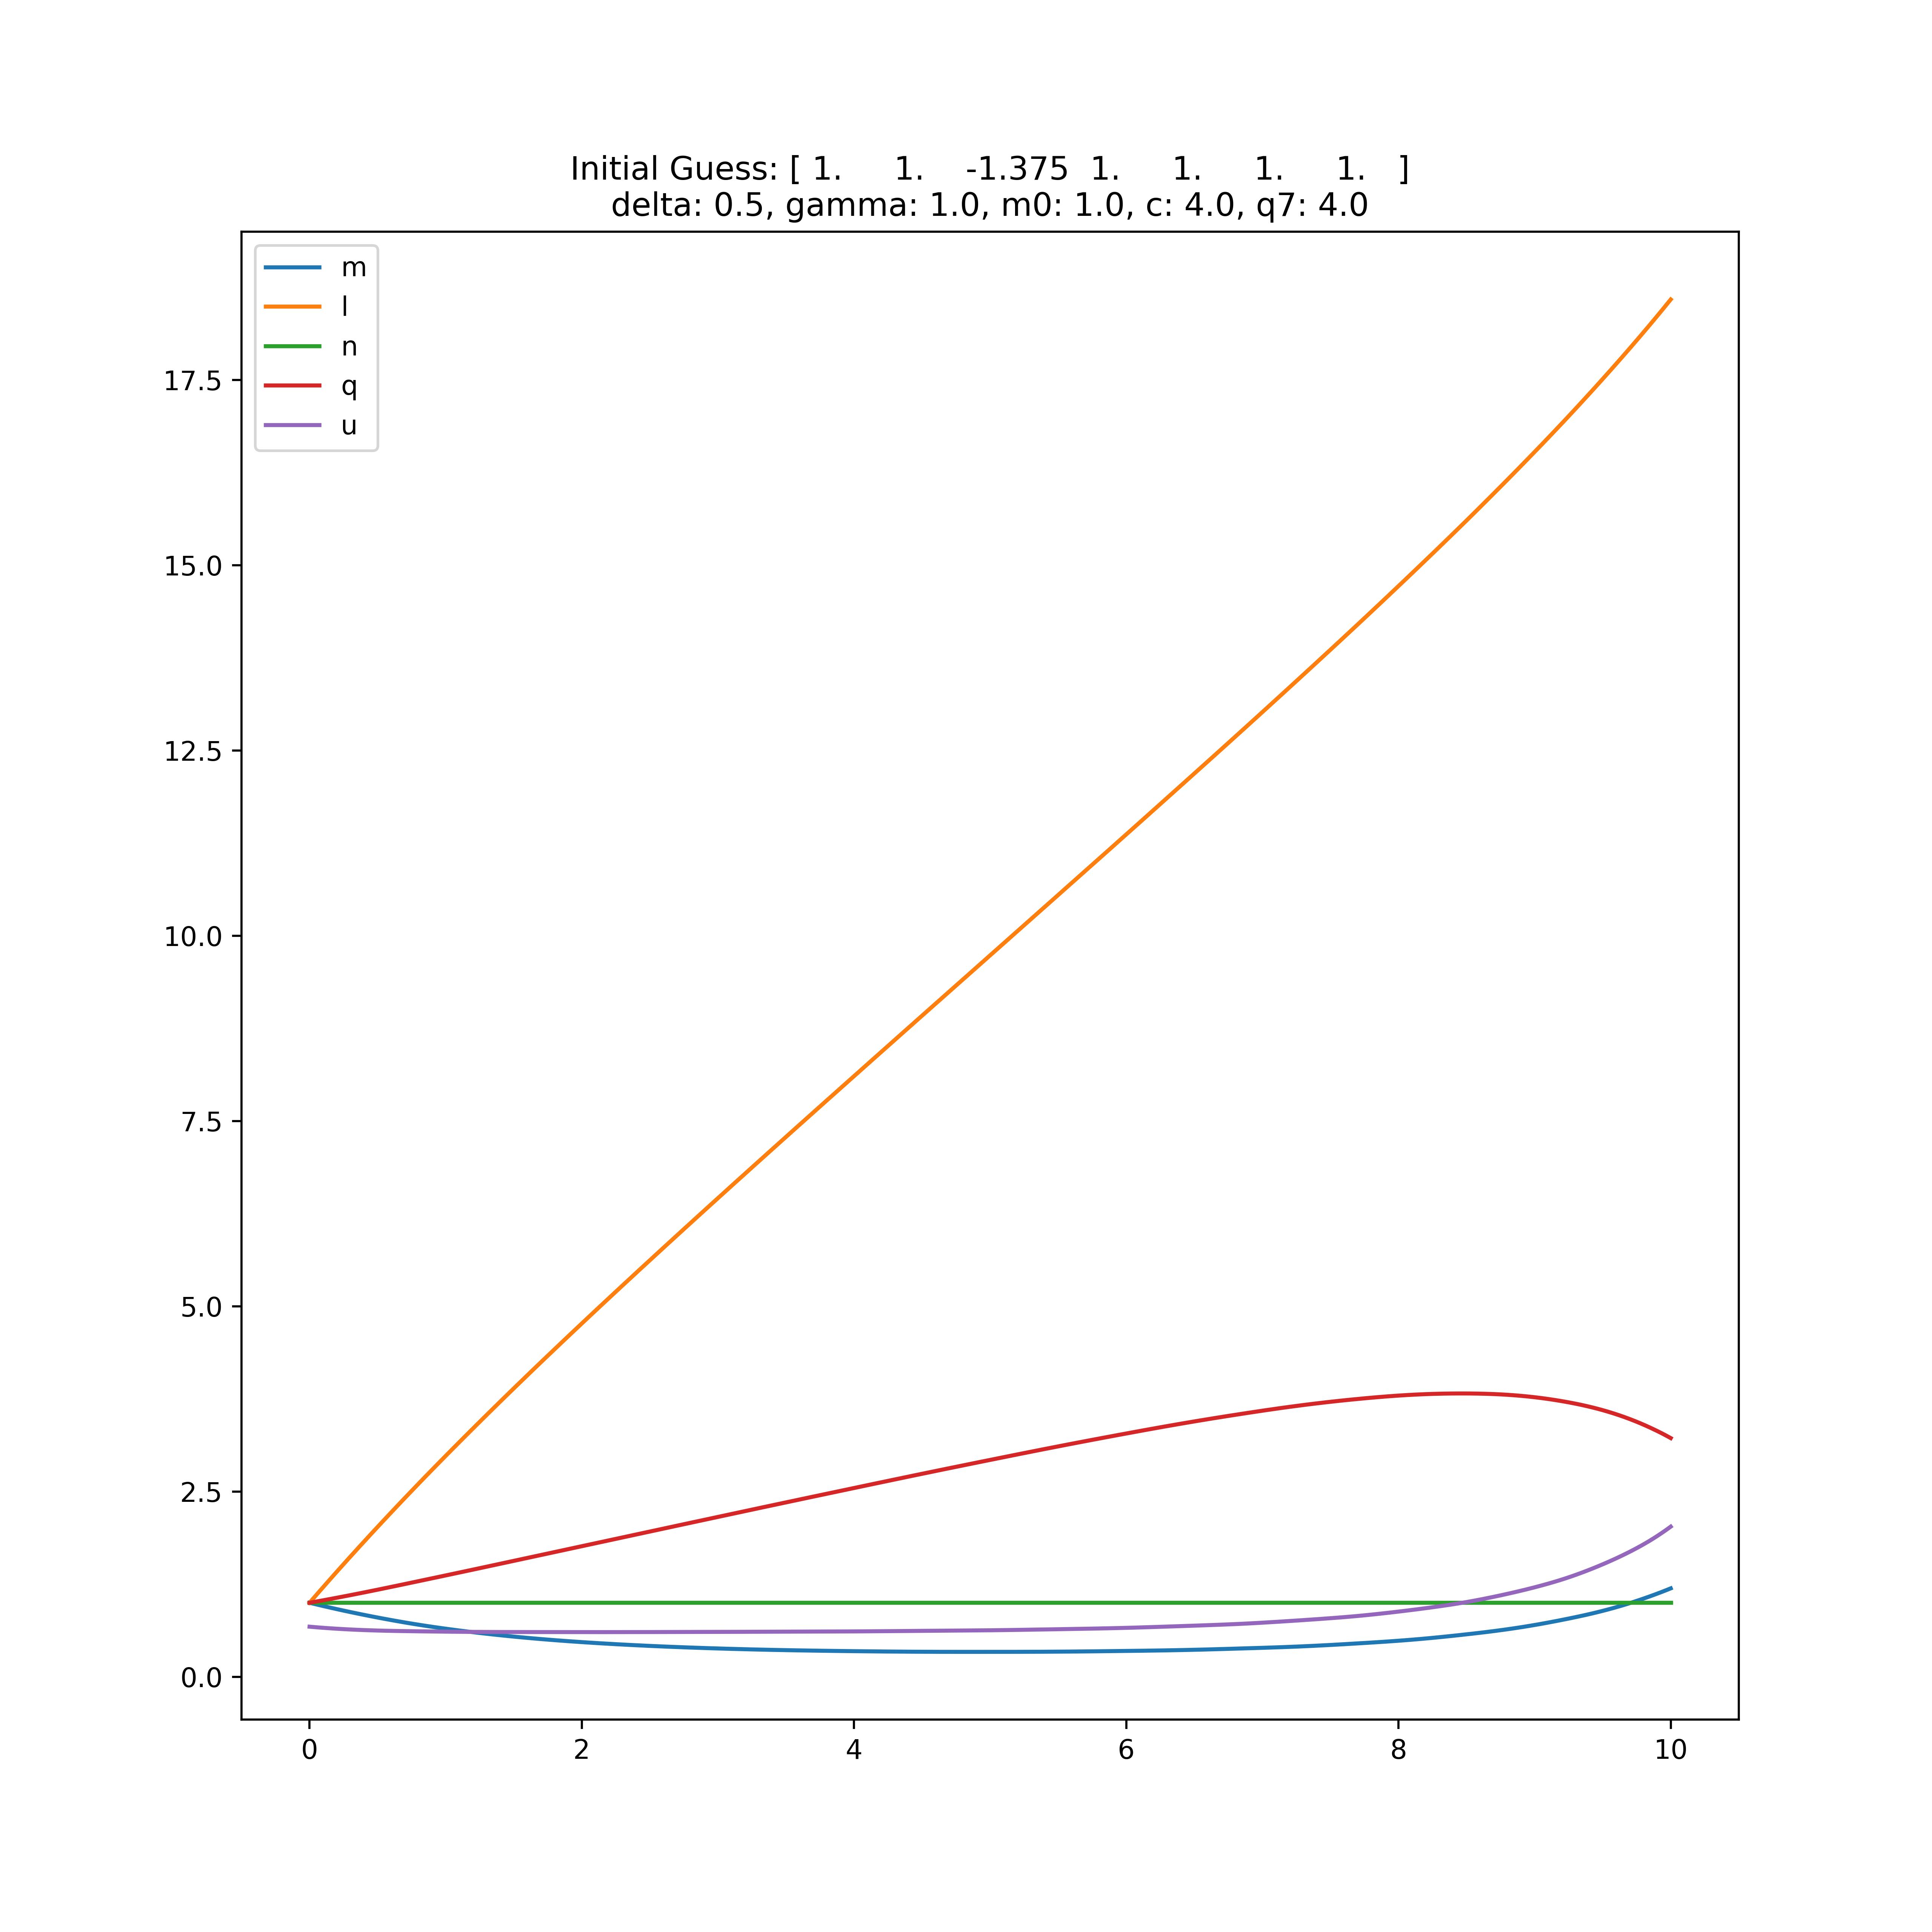 Initial Guess: [ 1. 1. -1.375 1. 1. 1. 1. ]
delta: 0.5, gamma: 1.0, m0: 1.0, c: 4.0, q7: 4.0
m
l
n
q
u
17.5
15.0
12.5
10.0
7.5
5.0
2.5
0.0
0 2 4 6 8 10